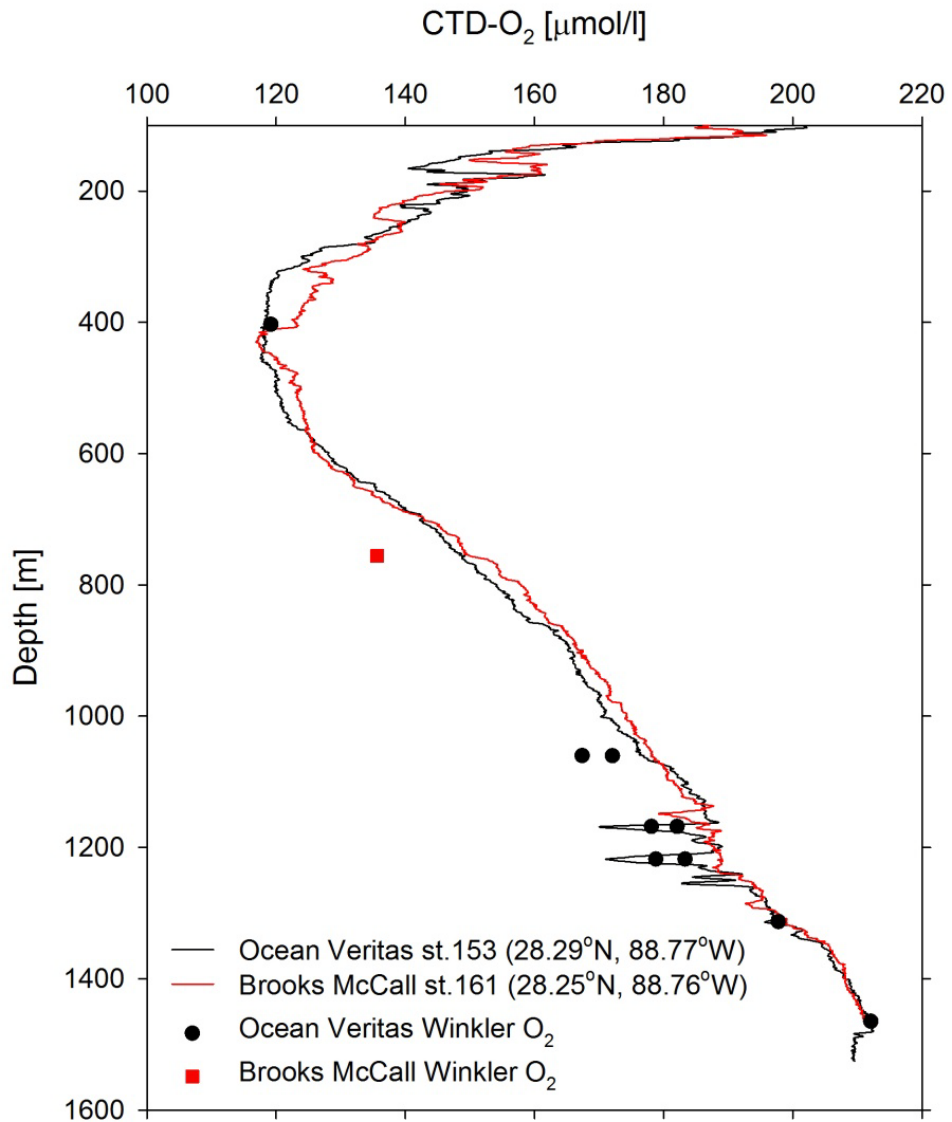 CTD-O₂ [μmol/l]
100 120 140 160 180 200 220
200
400
600
800
1000
1200
1400
1600
Depth [m]
Ocean Veritas st.153 (28.29°N, 88.77°W)
Brooks McCall st.161 (28.25°N, 88.76°W)
Ocean Veritas Winkler O₂
Brooks McCall Winkler O₂